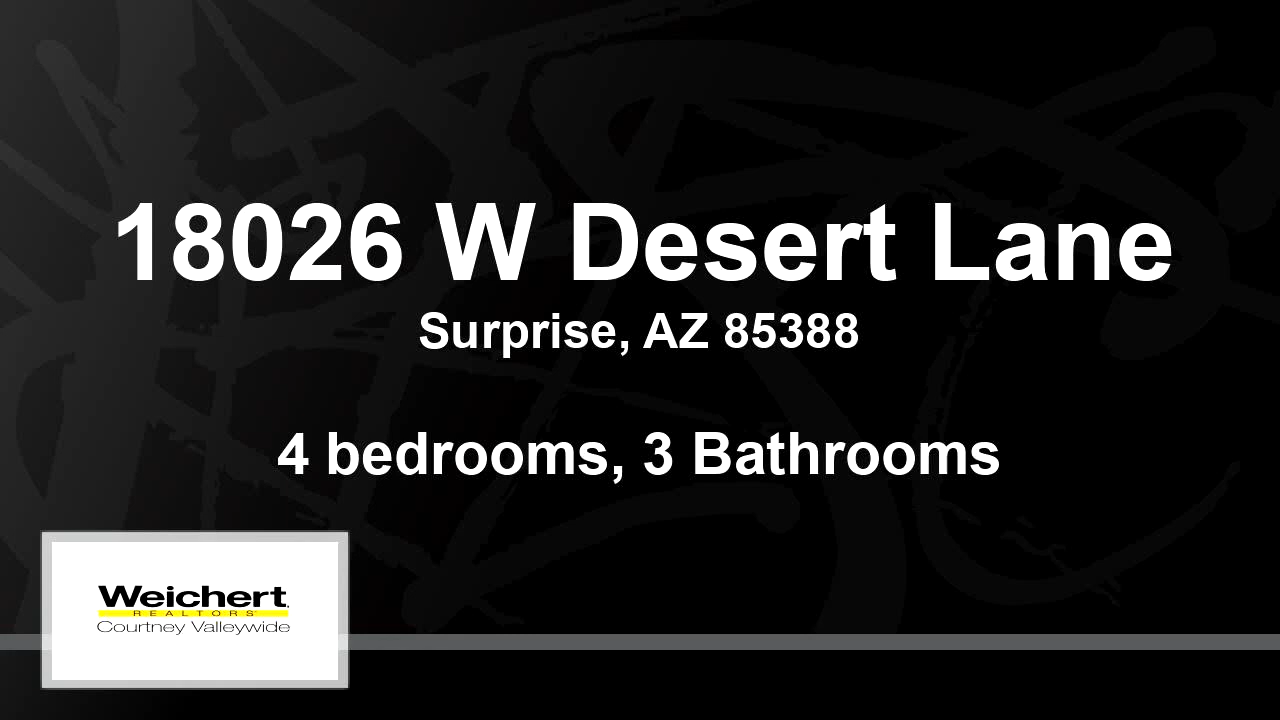 18026 W Desert Lane
Surprise, AZ 85388
4 bedrooms, 3 Bathrooms
Weichert
REALTORS
Courtney Valleywide